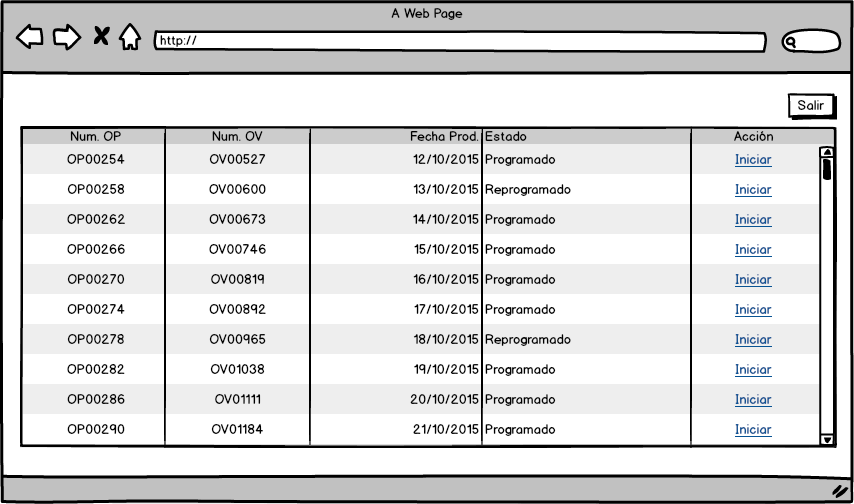 A Web Page
http://
Salir
Num. OP Num. OV Fecha Prod. Estado Acción
OP00254 OV00527 12/10/2015 Programado Iniciar
OP00258 OV00600 13/10/2015 Reprogramado Iniciar
OP00262 OV00673 14/10/2015 Programado Iniciar
OP00266 OV00746 15/10/2015 Programado Iniciar
OP00270 OV00819 16/10/2015 Programado Iniciar
OP00274 OV00892 17/10/2015 Programado Iniciar
OP00278 OV00965 18/10/2015 Reprogramado Iniciar
OP00282 OV01038 19/10/2015 Programado Iniciar
OP00286 OV01111 20/10/2015 Programado Iniciar
OP00290 OV01184 21/10/2015 Programado Iniciar